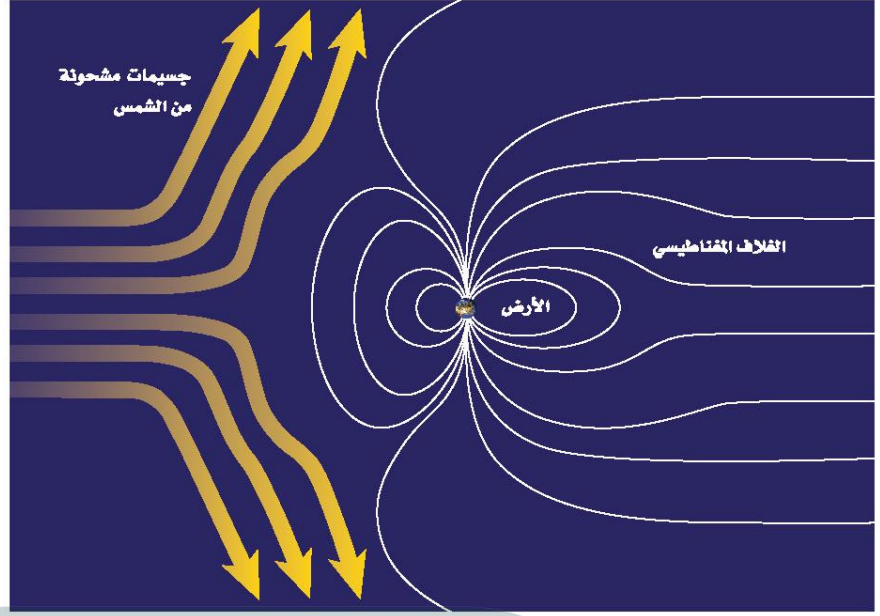 جسيمات مشحونة
من الشمس
الغلاف المغناطيسي
الأرض